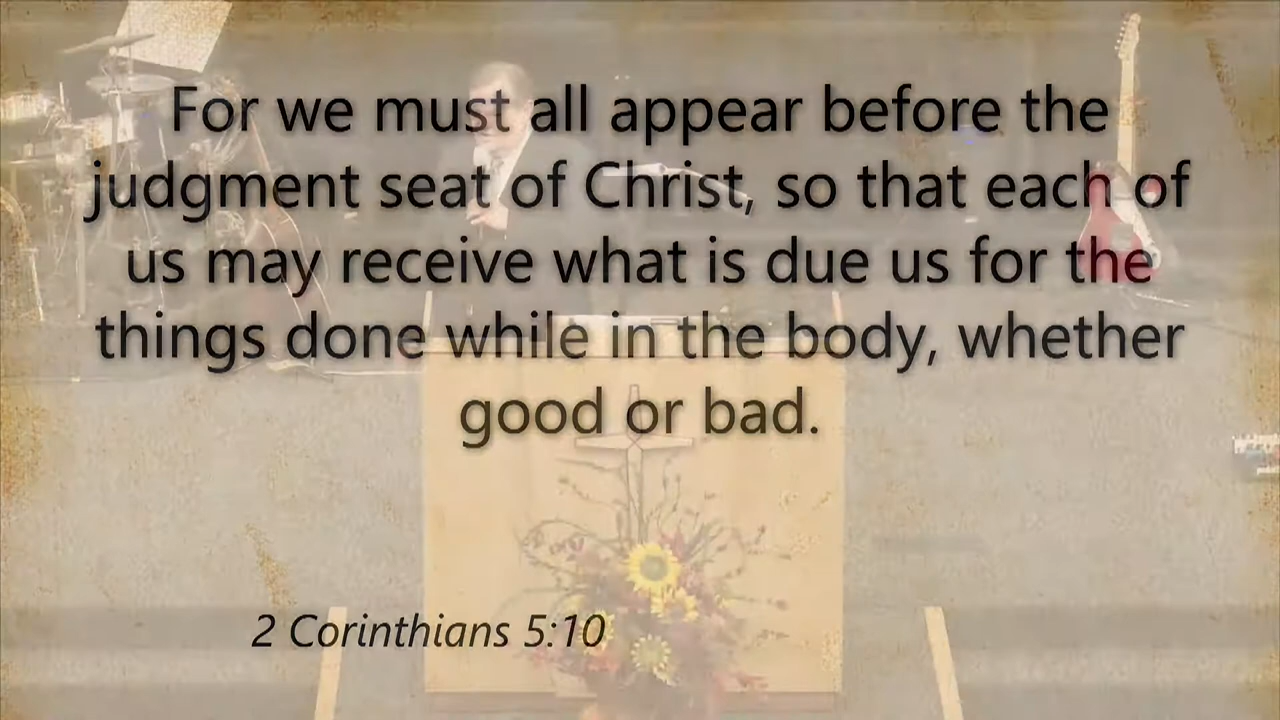 For we must all appear before the
judgment seat of Christ, so that each of
us may receive what is due us for the
things done while in the body, whether
good or bad.
2 Corinthians 5:10